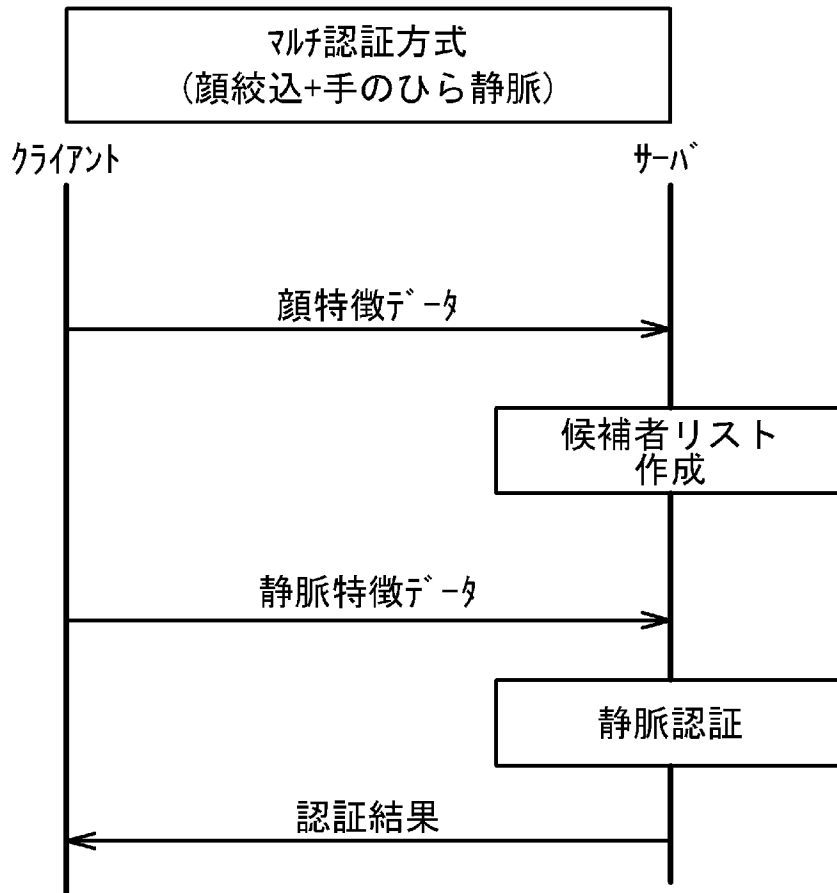 ﾏﾙﾁ認証方式
(顔絞込+手のひら静脈)
ｸﾗｲｱﾝﾄ
ｻｰﾊﾞ
顔特徴ﾃﾞｰﾀ
候補者リスト
作成
静脈特徴ﾃﾞｰﾀ
静脈認証
認証結果